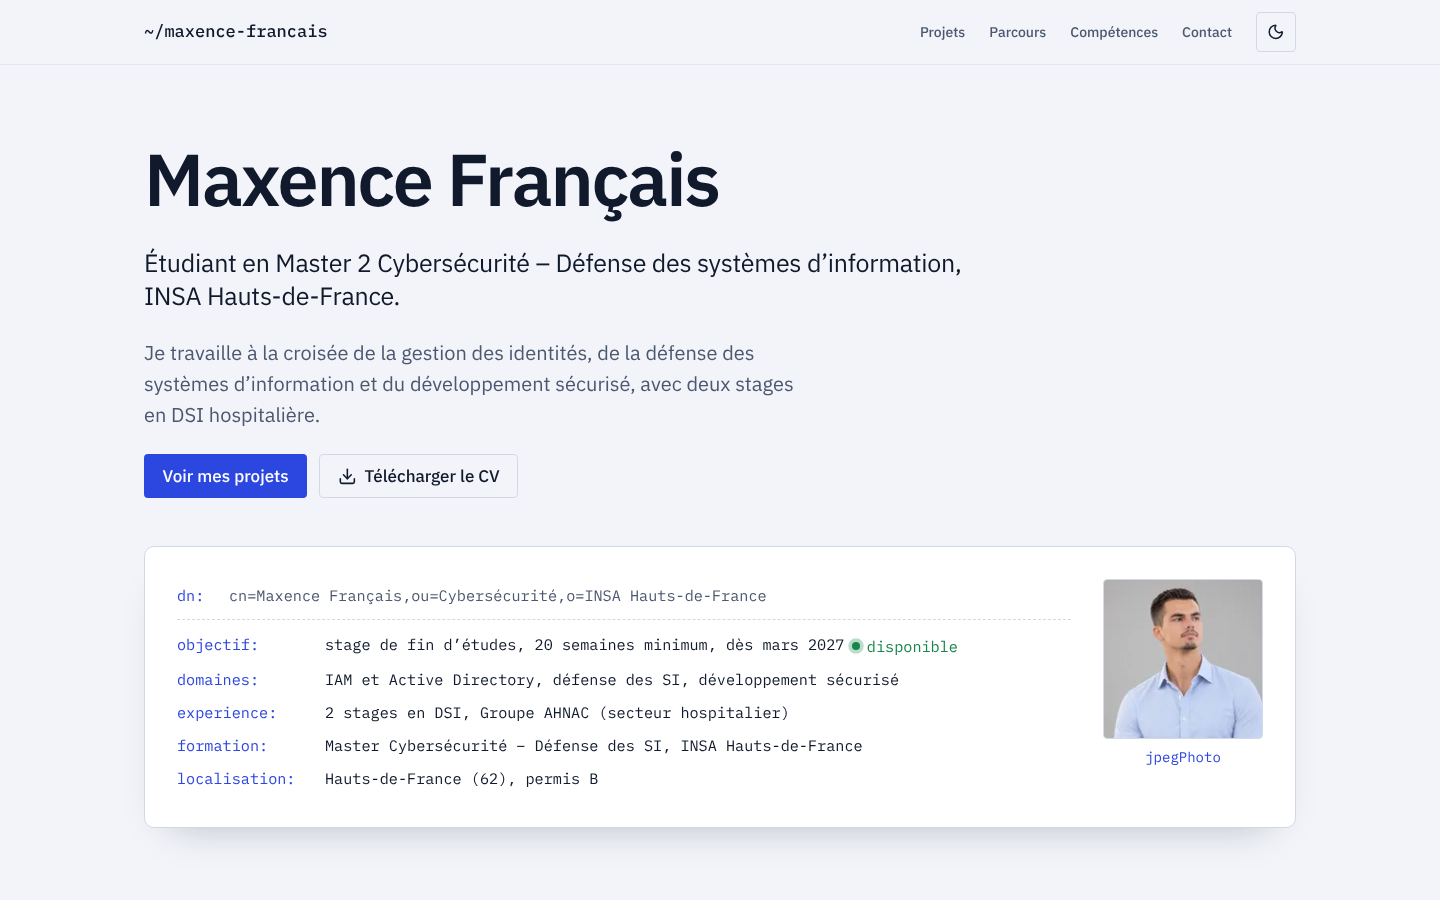 ~/maxence-francais
Projets Parcours Compétences Contact
Maxence Français
Étudiant en Master 2 Cybersécurité – Défense des systèmes d’information,
INSA Hauts-de-France.
Je travaille à la croisée de la gestion des identités, de la défense des
systèmes d’information et du développement sécurisé, avec deux stages
en DSI hospitalière.
Voir mes projets Télécharger le CV
dn: cn=Maxence Français,ou=Cybersécurité,o=INSA Hauts-de-France
objectif: stage de fin d’études, 20 semaines minimum, dès mars 2027 disponible
domaines: IAM et Active Directory, défense des SI, développement sécurisé
experience: 2 stages en DSI, Groupe AHNAC (secteur hospitalier)
formation: Master Cybersécurité – Défense des SI, INSA Hauts-de-France
localisation: Hauts-de-France (62), permis B
jpegPhoto